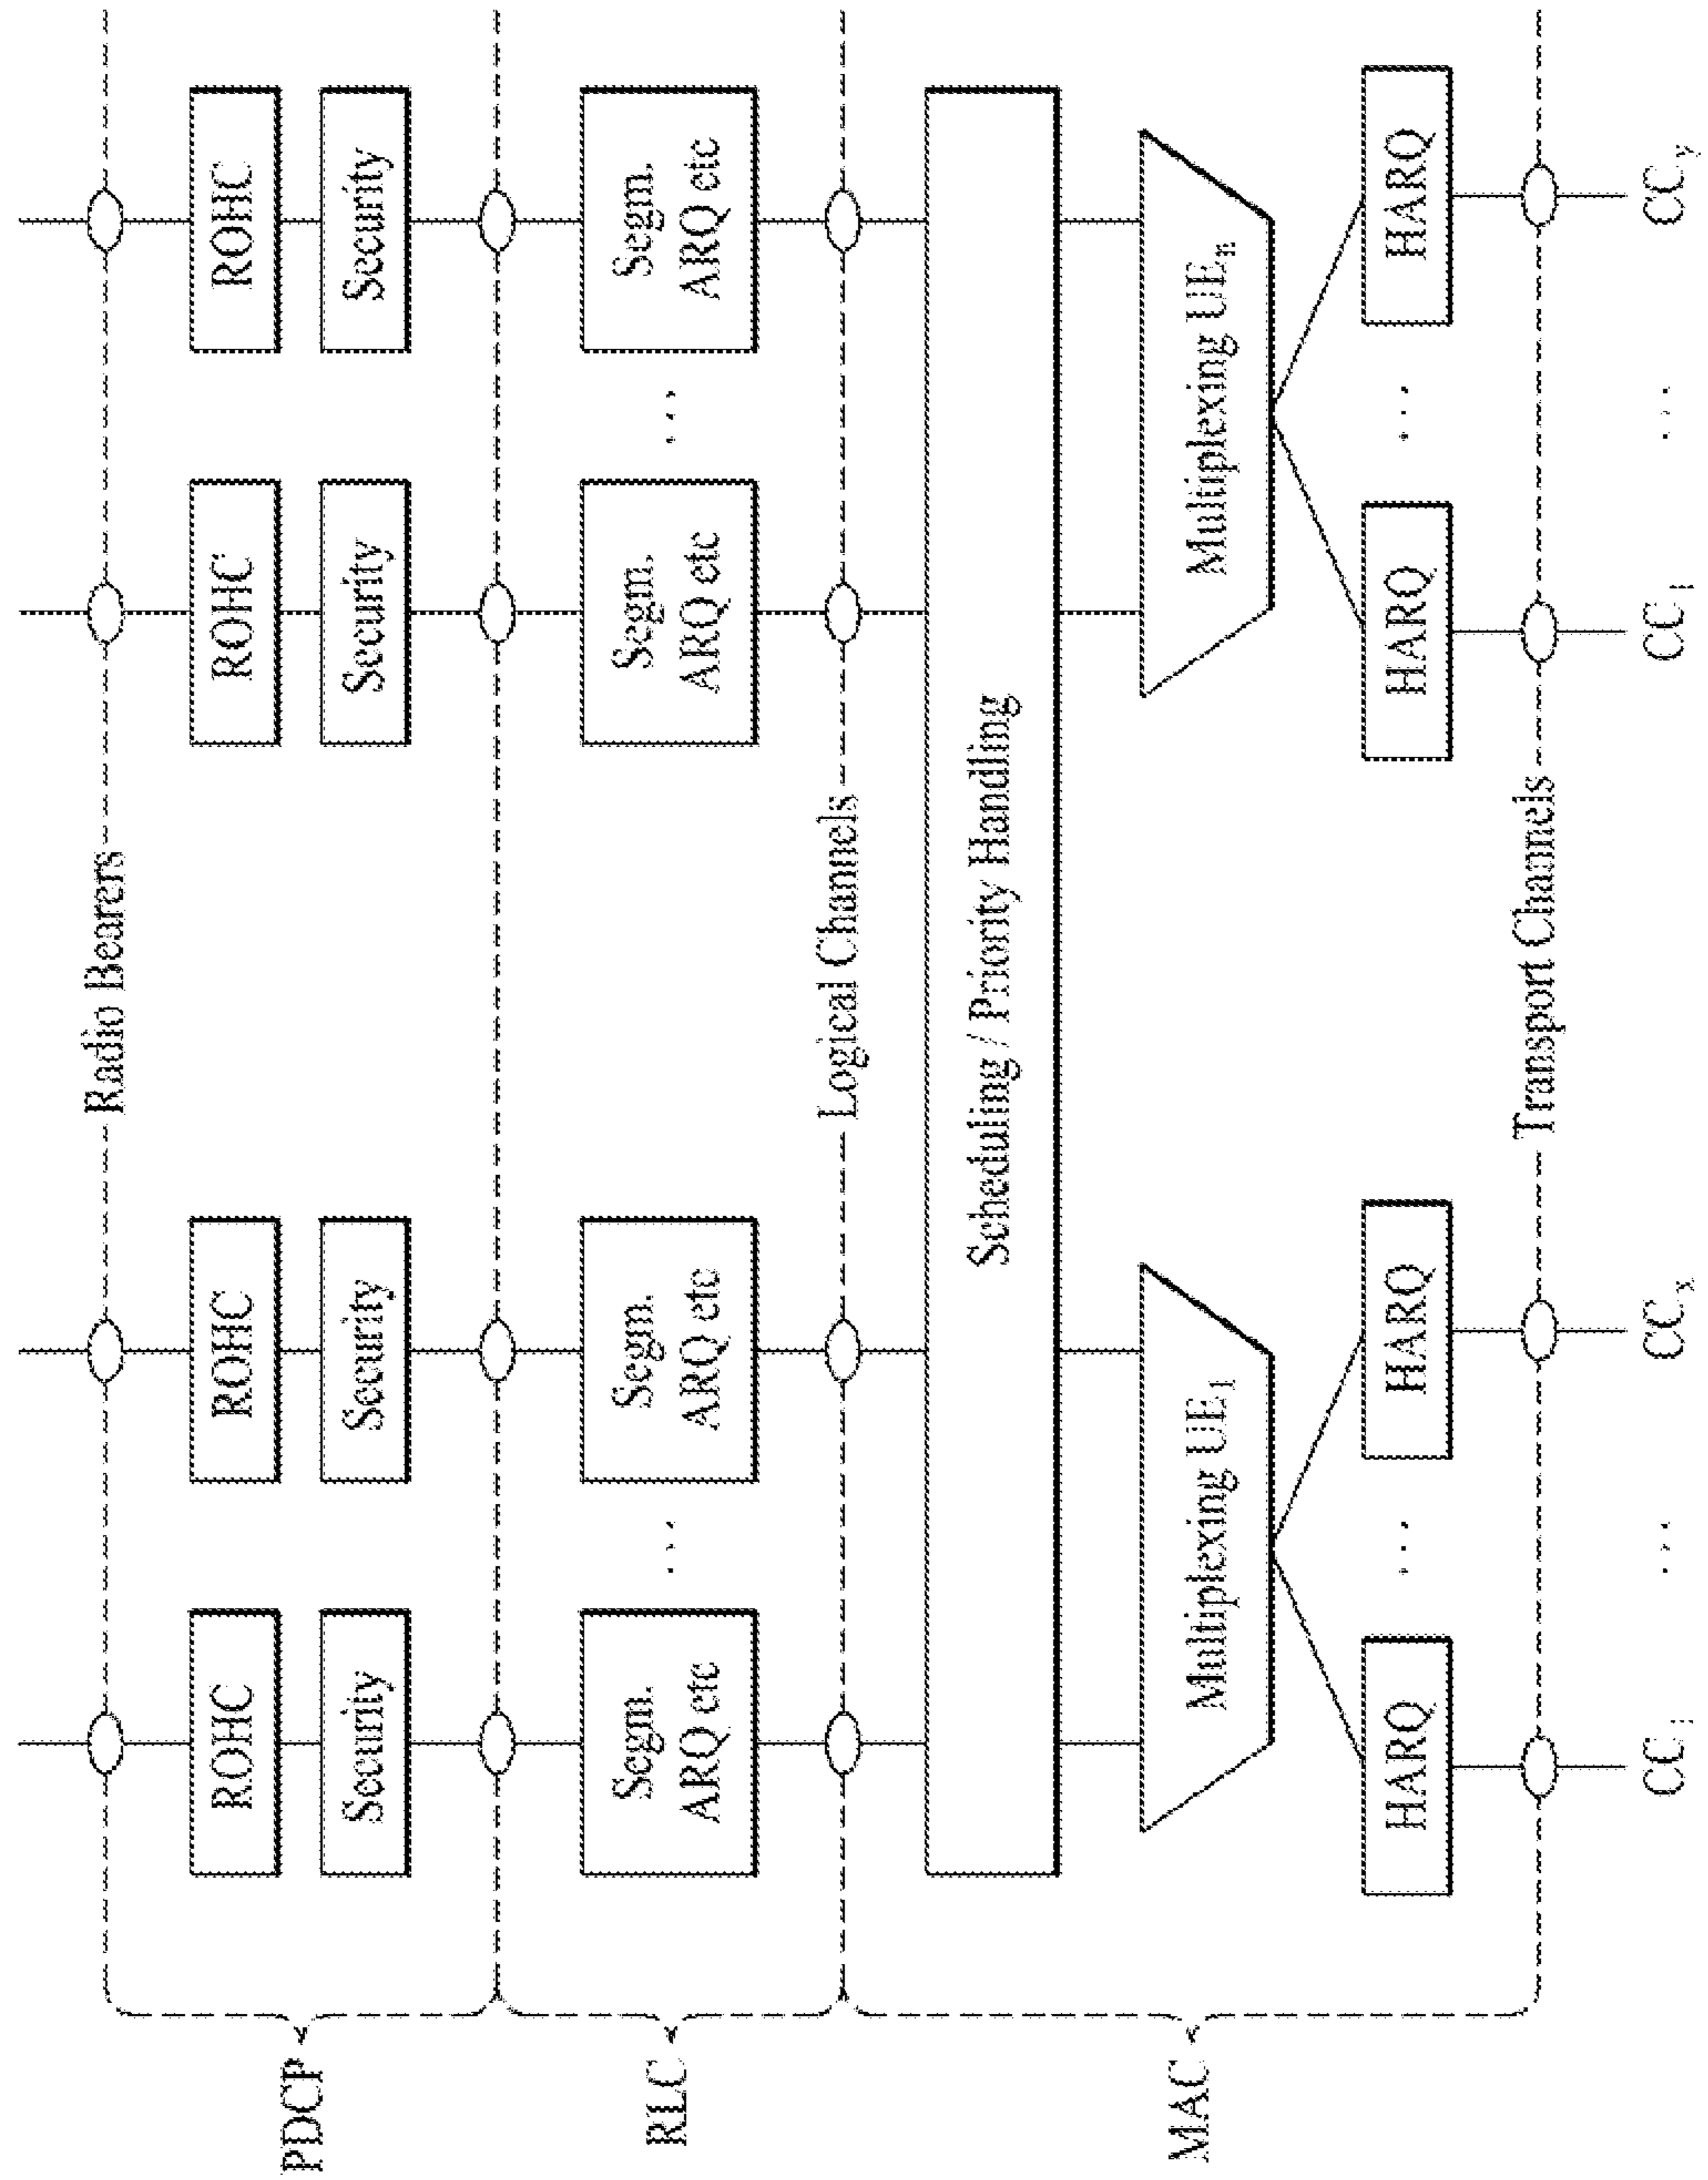 Radio Bearers
ROHC
ROHC
ROHC
ROHC
PDCP
Security
Security
Security
Security
RLC
Segm.
ARQ etc
...
Segm.
ARQ etc
Segm.
ARQ etc
...
Segm.
ARQ etc
Logical Channels
Scheduling / Priority Handling
MAC
Multiplexing UE1
Multiplexing UEn
HARQ
...
HARQ
HARQ
...
HARQ
Transport Channels
CC1
...
CCx
CC1
...
CCy